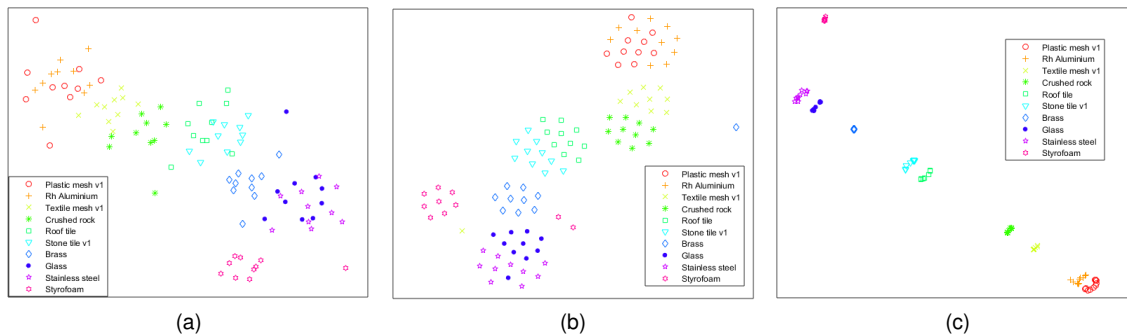 Plastic mesh v1
Rh Aluminium
Textile mesh v1
Crushed rock
Roof tile
Stone tile v1
Brass
Glass
Stainless steel
Styrofoam
(a)
Plastic mesh v1
Rh Aluminium
Textile mesh v1
Crushed rock
Roof tile
Stone tile v1
Brass
Glass
Stainless steel
Styrofoam
(b)
Plastic mesh v1
Rh Aluminium
Textile mesh v1
Crushed rock
Roof tile
Stone tile v1
Brass
Glass
Stainless steel
Styrofoam
(c)